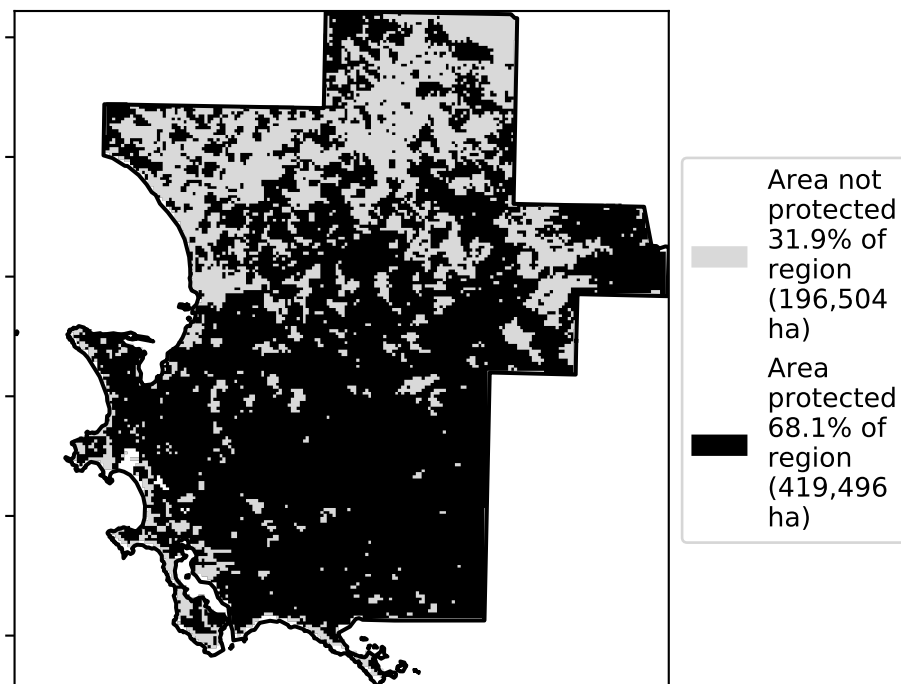 Area not
protected
31.9% of
region
(196,504
ha)
Area
protected
68.1% of
region
(419,496
ha)